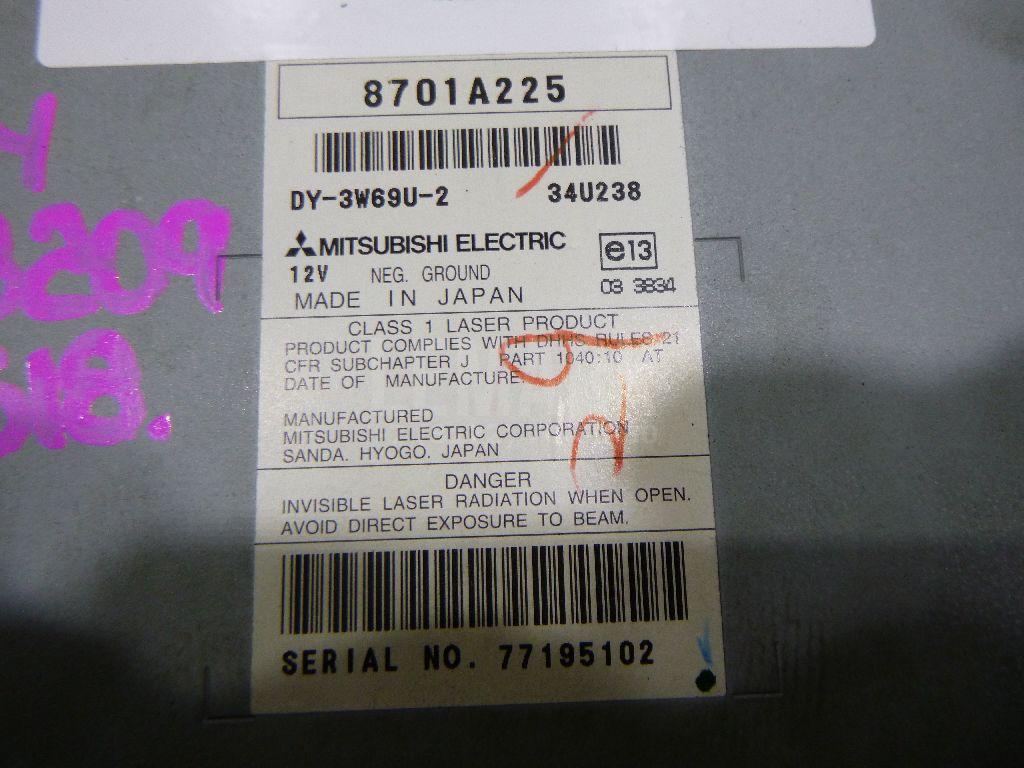 8701A225
DY-3W69U-2 34U238
MITSUBISHI ELECTRIC e13
12V NEG. GROUND
03 3834
MADE IN JAPAN
CLASS 1 LASER PRODUCT
PRODUCT COMPLIES WITH DHHS RULES 21
CFR SUBCHAPTER J PART 1040:10 AT
DATE OF MANUFACTURE.
MANUFACTURED
MITSUBISHI ELECTRIC CORPORATION
SANDA. HYOGO. JAPAN
DANGER
INVISIBLE LASER RADIATION WHEN OPEN.
AVOID DIRECT EXPOSURE TO BEAM.
SERIAL NO. 77195102